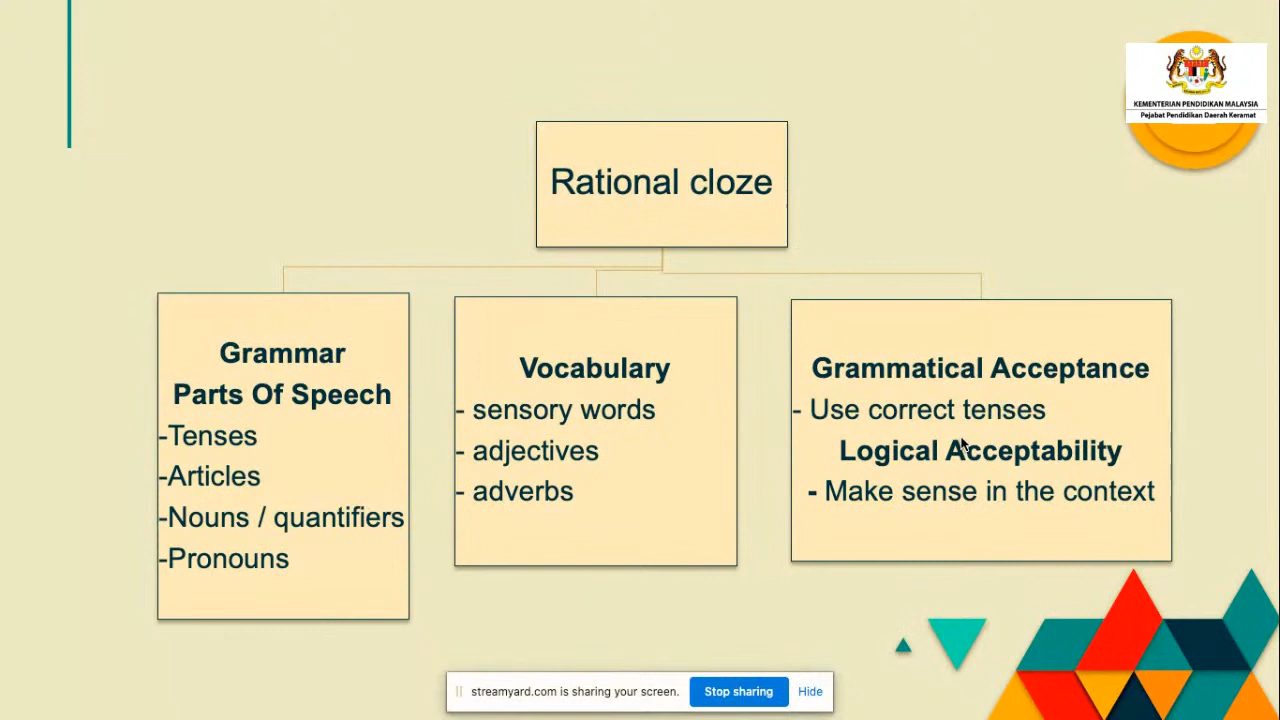 KEMENTERIAN PENDIDIKAN MALAYSIA
Pejabat Pendidikan Daerah Keramat
Rational cloze
Grammar
Parts Of Speech
-Tenses
-Articles
-Nouns / quantifiers
-Pronouns
Vocabulary
- sensory words
- adjectives
- adverbs
Grammatical Acceptance
- Use correct tenses
Logical Acceptability
- Make sense in the context
streamyard.com is sharing your screen.
Stop sharing
Hide